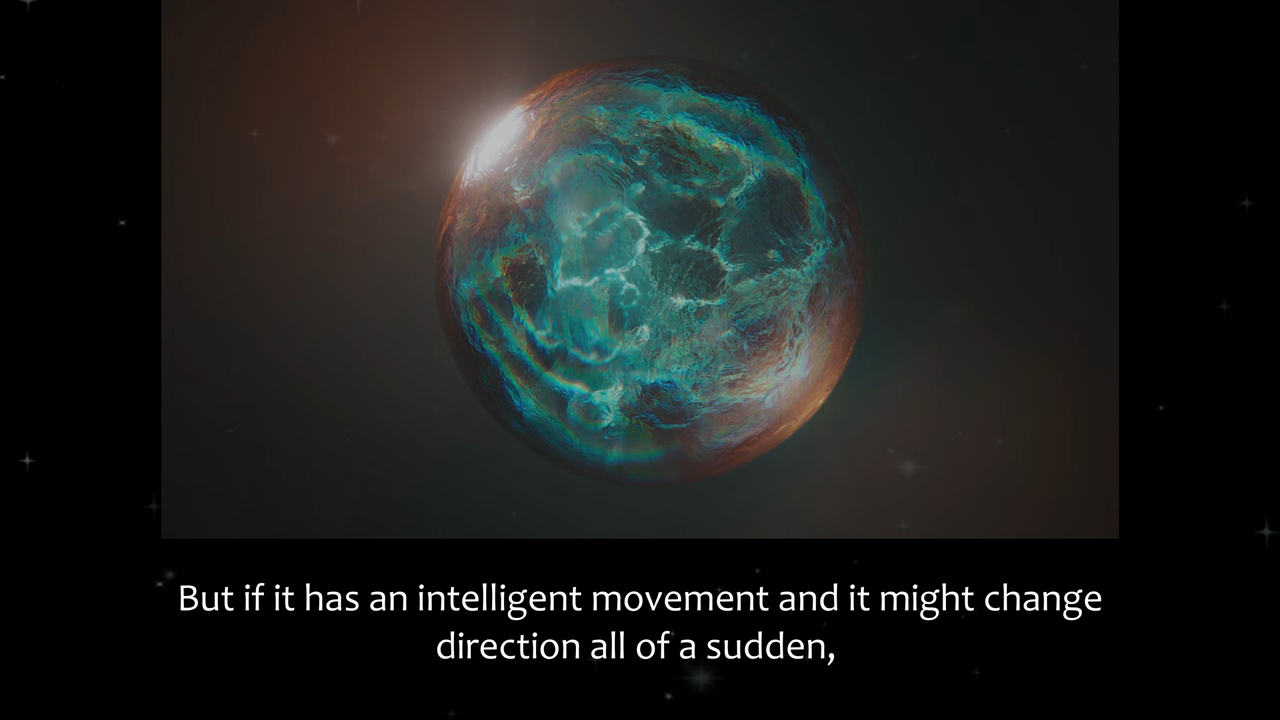 But if it has an intelligent movement and it might change
direction all of a sudden,